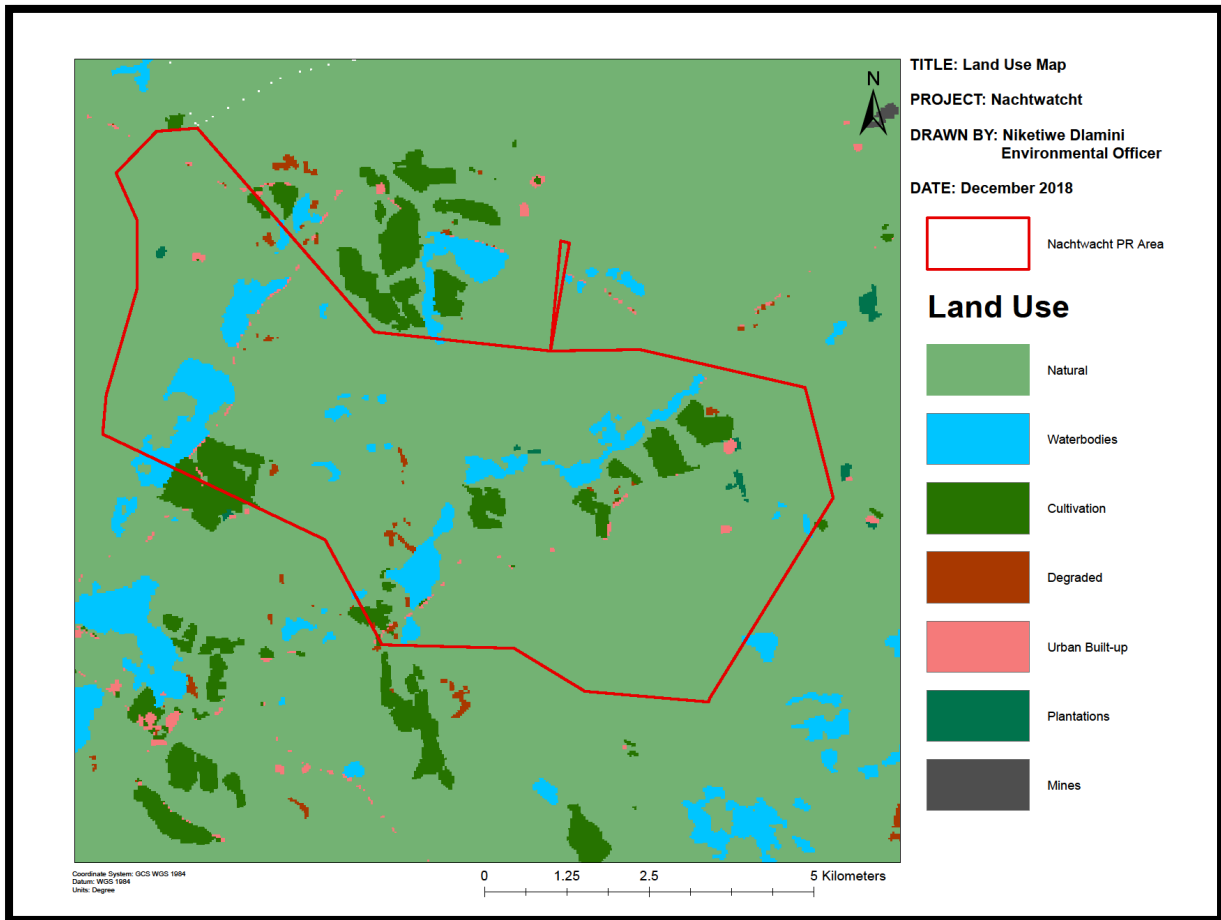 TITLE: Land Use Map
N
PROJECT: Nachtwatcht
DRAWN BY: Niketiwe Dlamini
Environmental Officer
DATE: December 2018
Nachtwacht PR Area
Land Use
Natural
Waterbodies
Cultivation
Degraded
Urban Built-up
Plantations
Mines
Coordinate System: GCS WGS 1984
Datum: WGS 1984
Units: Degree
0 1.25 2.5 5 Kilometers